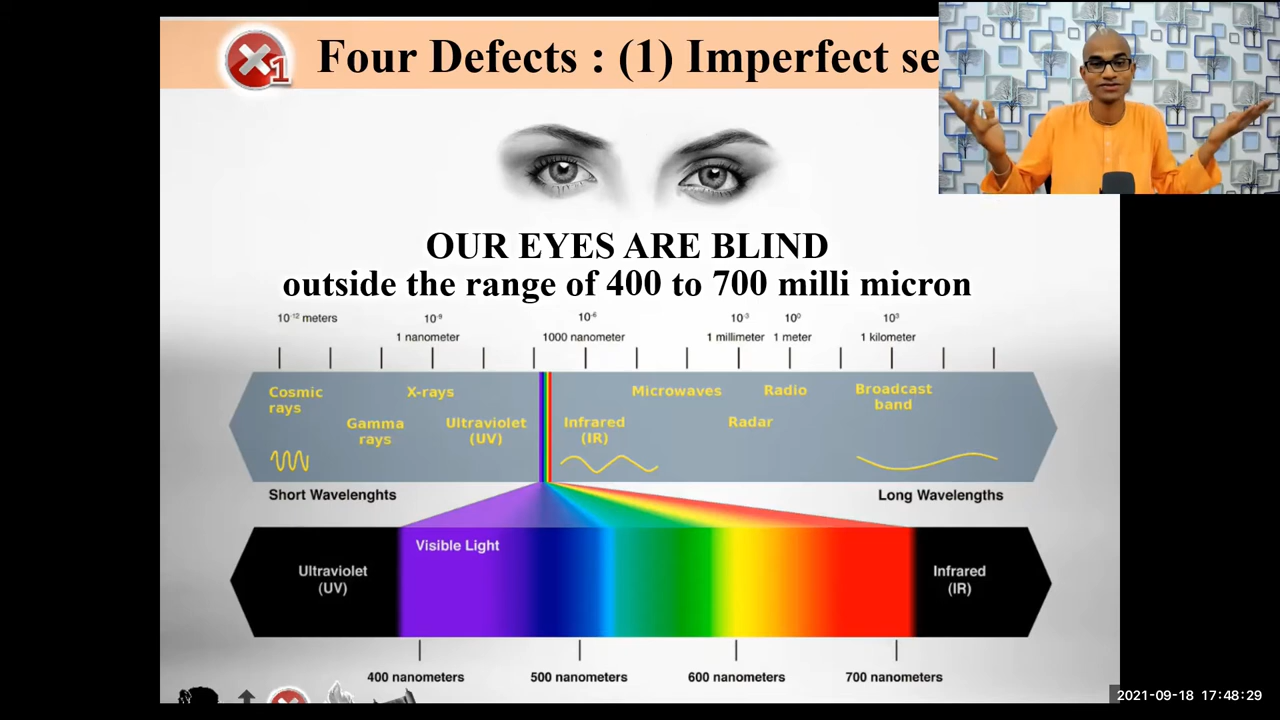 1
Four Defects : (1) Imperfect se
OUR EYES ARE BLIND
outside the range of 400 to 700 milli micron
10⁻¹² meters 10⁻⁹ 10⁻⁶ 10⁻³ 10⁰ 10³
1 nanometer 1000 nanometer 1 millimeter 1 meter 1 kilometer
Cosmic rays X-rays Microwaves Radio Broadcast band
Gamma rays Ultraviolet (UV) Infrared (IR) Radar
Short Wavelenghts Long Wavelengths
Visible Light
Ultraviolet (UV) Infrared (IR)
400 nanometers 500 nanometers 600 nanometers 700 nanometers
2021-09-18 17:48:29